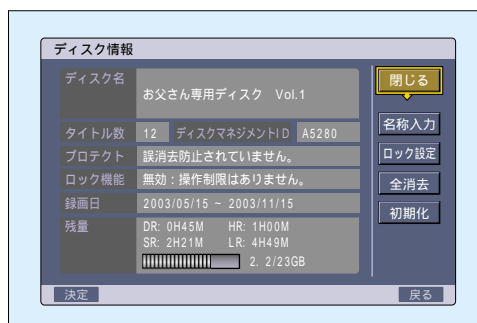 ディスク情報
ディスク名
お父さん専用ディスク Vol.1
タイトル数 12 ディスクマネジメントID A5280
プロテクト 誤消去防止されていません。
ロック機能 無効:操作制限はありません。
録画日 2003/05/15 ~ 2003/11/15
残量 DR: 0H45M HR: 1H00M
SR: 2H21M LR: 4H49M
2. 2/23GB
閉じる
名称入力
ロック設定
全消去
初期化
決定
戻る